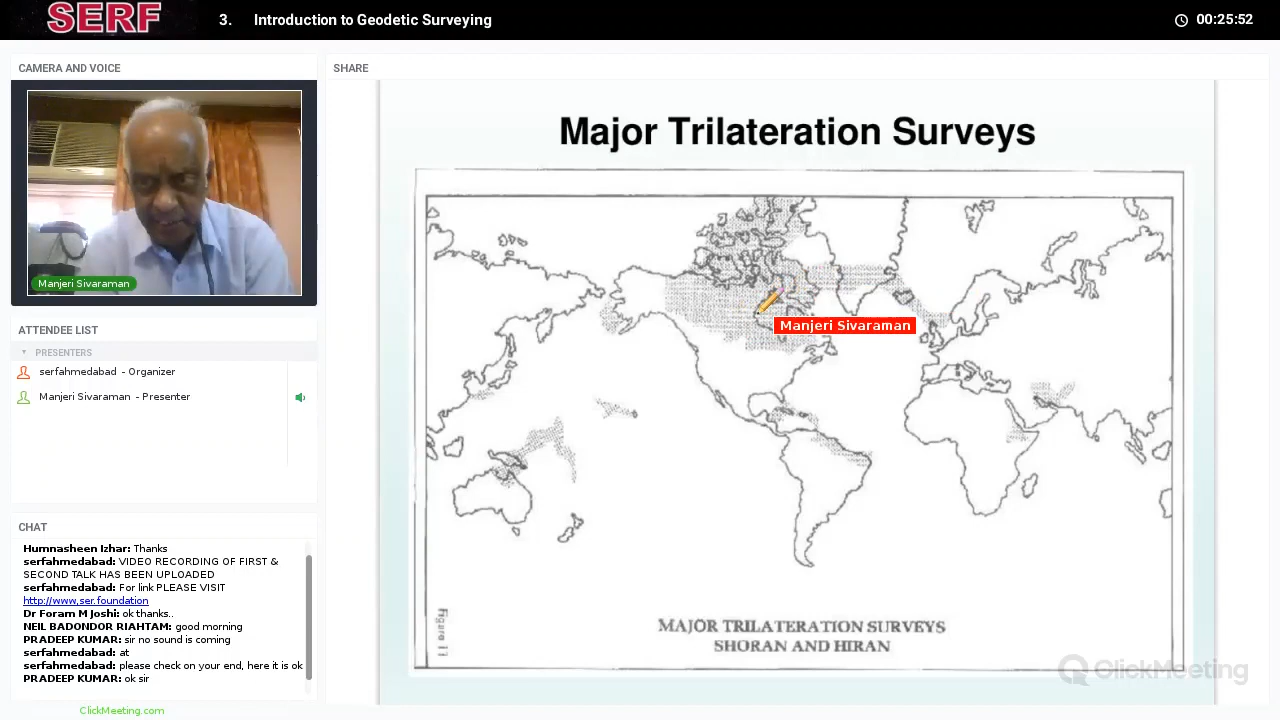 SERF
3. Introduction to Geodetic Surveying
00:25:52
CAMERA AND VOICE
Manjeri Sivaraman
ATTENDEE LIST
PRESENTERS
serfahmedabad - Organizer
Manjeri Sivaraman - Presenter
CHAT
Humnasheen Izhar: Thanks
serfahmedabad: VIDEO RECORDING OF FIRST &
SECOND TALK HAS BEEN UPLOADED
serfahmedabad: For link PLEASE VISIT
http://www.ser.foundation
Dr Foram M Joshi: ok thanks..
NEIL BADONDOR RIAHTAM: good morning
PRADEEP KUMAR: sir no sound is coming
serfahmedabad: at
serfahmedabad: please check on your end, here it is ok
PRADEEP KUMAR: ok sir
ClickMeeting.com
SHARE
Major Trilateration Surveys
Manjeri Sivaraman
Figure 11
MAJOR TRILATERATION SURVEYS
SHORAN AND HIRAN
ClickMeeting